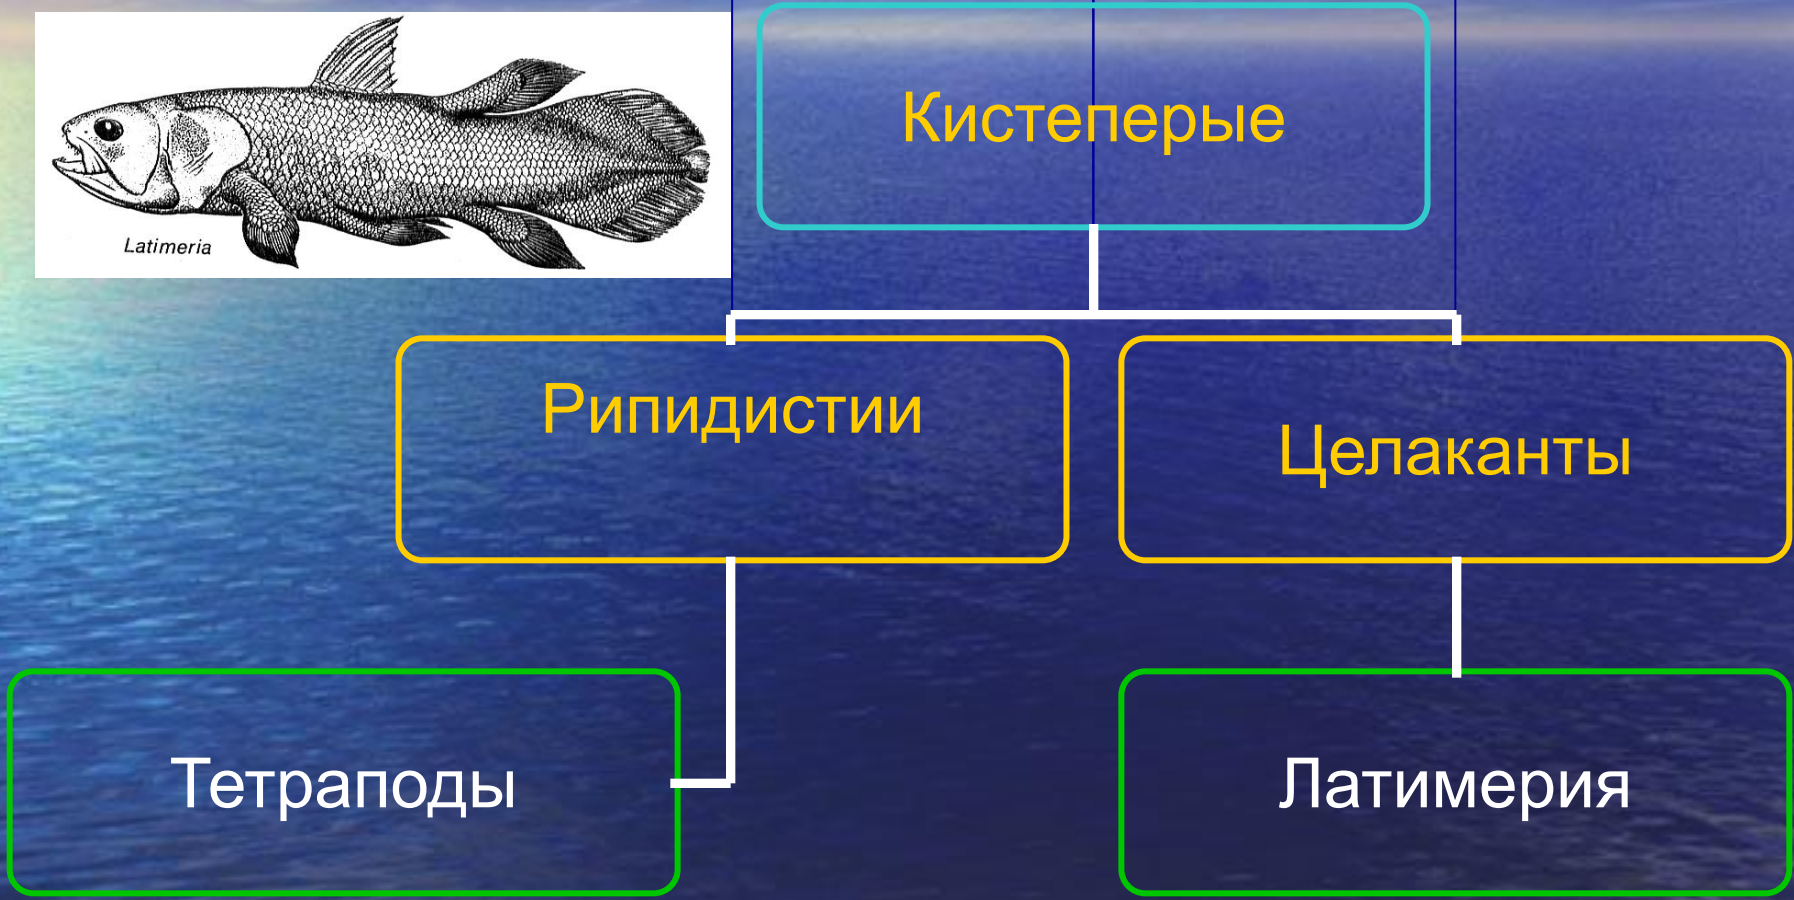 Latimeria
Кистеперые
Рипидистии
Целаканты
Тетраподы
Латимерия